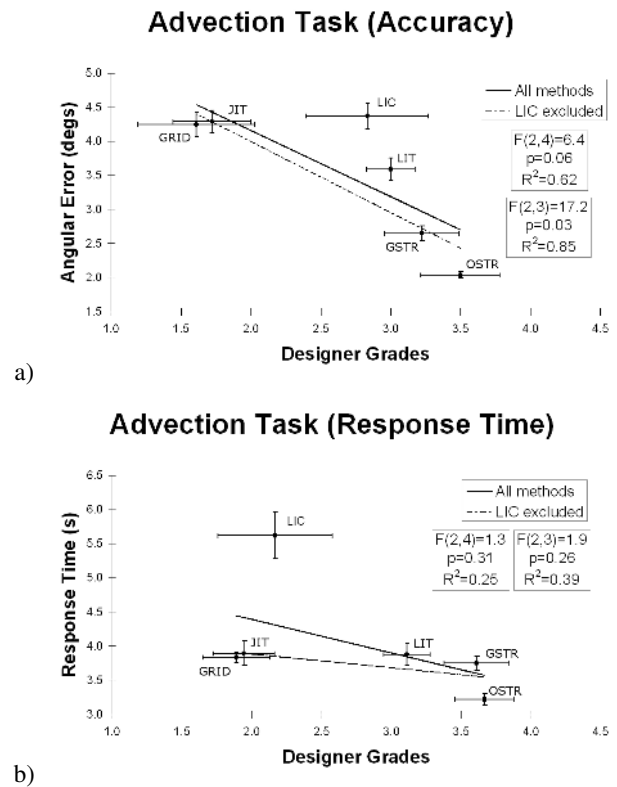 Advection Task (Accuracy)
5.0
4.5
4.0
3.5
3.0
2.5
2.0
1.5
Angular Error (degs)
JIT
GRID
LIC
LIT
GSTR
OSTR
All methods
LIC excluded
F(2,4)=6.4
p=0.06
R²=0.62
F(2,3)=17.2
p=0.03
R²=0.85
1.0 1.5 2.0 2.5 3.0 3.5 4.0 4.5
Designer Grades
a)
Advection Task (Response Time)
6.5
6.0
5.5
5.0
4.5
4.0
3.5
3.0
Response Time (s)
LIC
JIT
GRID
LIT
GSTR
OSTR
All methods
LIC excluded
F(2,4)=1.3
p=0.31
R²=0.25
F(2,3)=1.9
p=0.26
R²=0.39
1.0 1.5 2.0 2.5 3.0 3.5 4.0 4.5
Designer Grades
b)